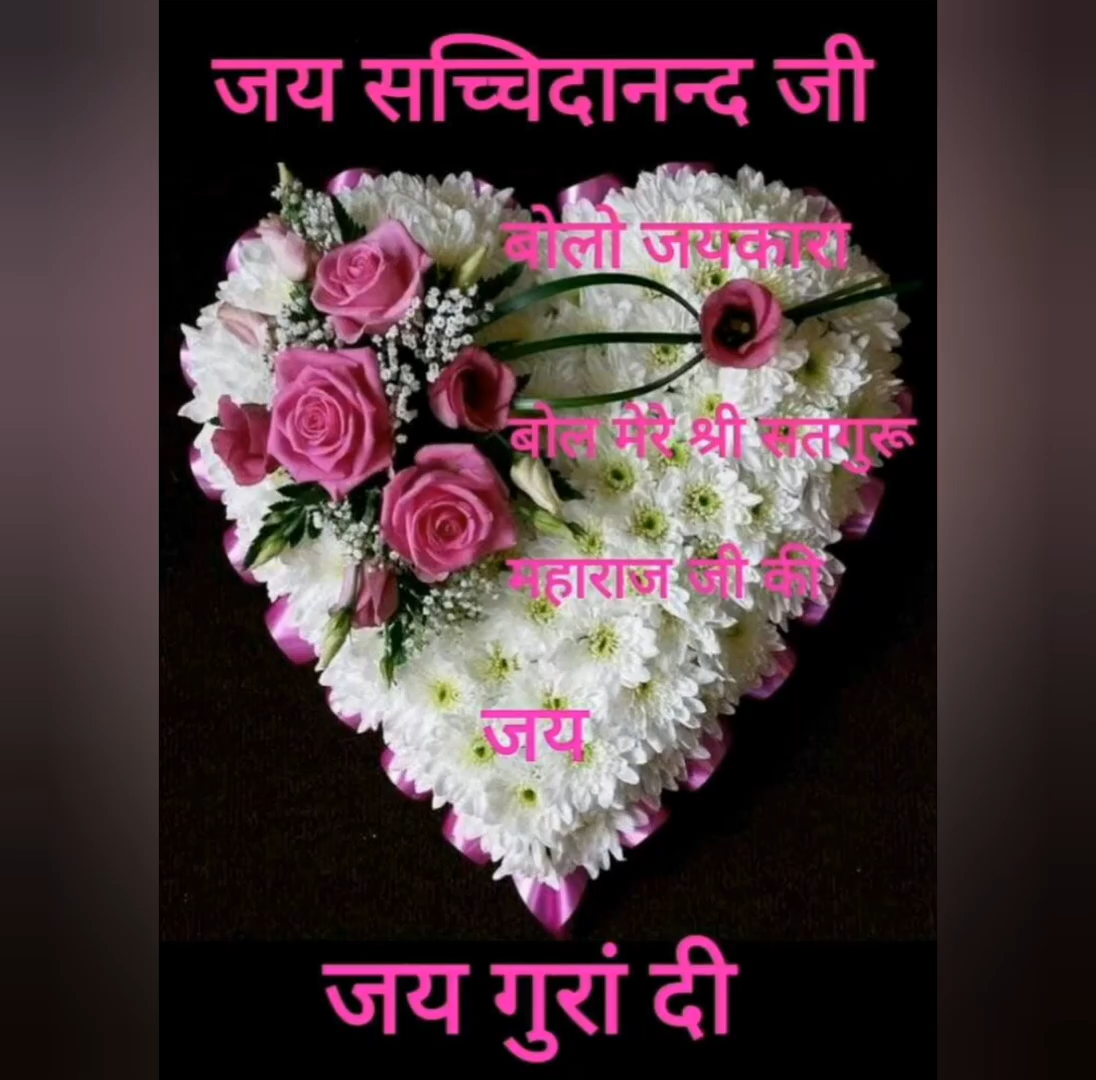 जय सच्चिदानन्द जी
बोलो जयकारा
बोल मेरे श्री सतगुरू
महाराज जी की
जय
जय गुरां दी